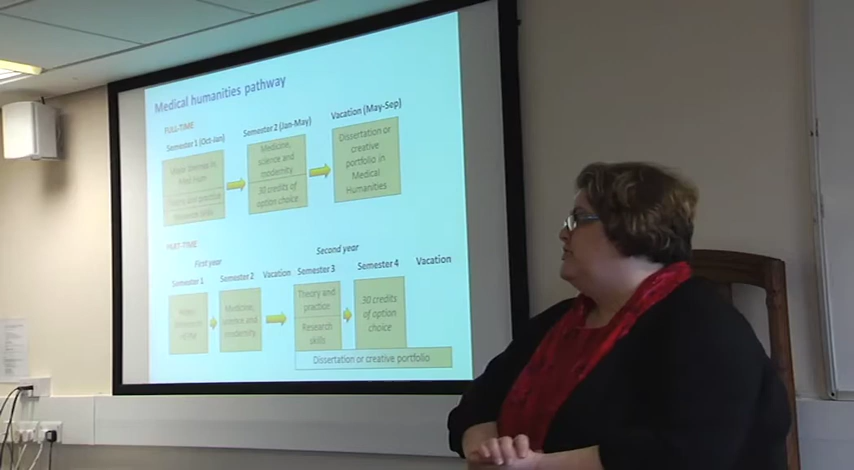 Medical humanities pathway
FULL-TIME
Semester 1 (Oct-Jan)
Semester 2 (Jan-May)
Vacation (May-Sep)
Medicine,
science and
modernity
30 credits of
option choice
Dissertation or
creative
portfolio in
Medical
Humanities
PART-TIME
First year
Second year
Semester 1
Semester 2
Vacation
Semester 3
Semester 4
Vacation
Medicine,
science and
modernity
Theory and
practice
Research
skills
30 credits
of option
choice
Dissertation or creative portfolio